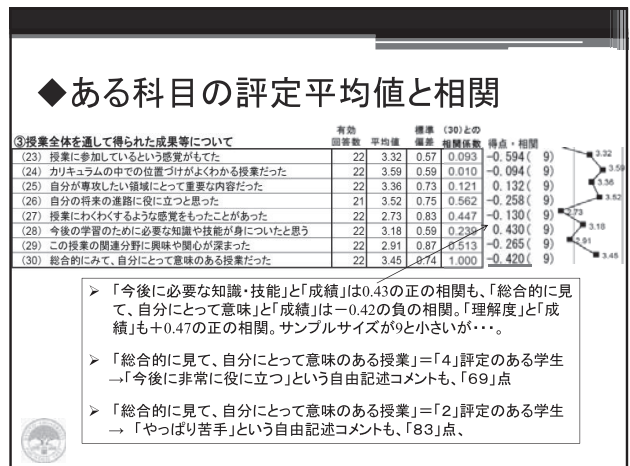 ◆ある科目の評定平均値と相関
③授業全体を通して得られた成果等について 有効回答数 平均値 標準偏差 (30)との相関係数 得点・相関
(23) 授業に参加しているという感覚がもてた 22 3.32 0.57 0.093 -0.594( 9) 3.32
(24) カリキュラムの中での位置づけがよくわかる授業だった 22 3.59 0.59 0.010 -0.094( 9) 3.59
(25) 自分が専攻したい領域にとって重要な内容だった 22 3.36 0.73 0.121 0.132( 9) 3.36
(26) 自分の将来の進路に役に立つと思った 21 3.52 0.75 0.562 -0.258( 9) 3.52
(27) 授業にわくわくするような感覚をもったことがあった 22 2.73 0.83 0.447 -0.130( 9) 2.73
(28) 今後の学習のために必要な知識・技能が身についたと思う 22 3.18 0.59 0.239 0.430( 9) 3.18
(29) この授業の関連分野に興味や関心が深まった 22 2.91 0.87 0.513 -0.265( 9) 2.91
(30) 総合的にみて、自分にとって意味のある授業だった 22 3.45 0.74 1.000 -0.420( 9) 3.45
➢ 「今後に必要な知識・技能」と「成績」は0.43の正の相関も、「総合的に見
て、自分にとって意味」と「成績」は－0.42の負の相関。「理解度」と「成
績」も＋0.47の正の相関。サンプルサイズが9と小さいが・・・。
➢ 「総合的に見て、自分にとって意味のある授業」＝「4」評定のある学生
→「今後に非常に役に立つ」という自由記述コメントも、「69」点
➢ 「総合的に見て、自分にとって意味のある授業」＝「2」評定のある学生
→ 「やっぱり苦手」という自由記述コメントも、「83」点、